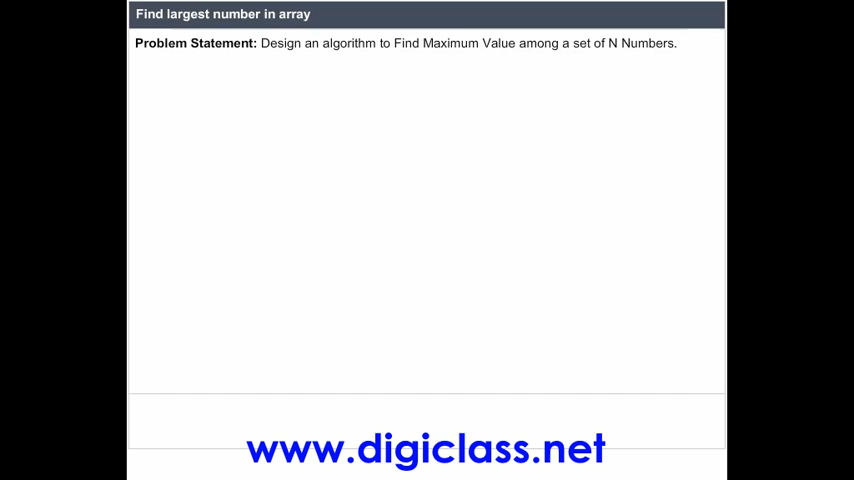 Find largest number in array
Problem Statement: Design an algorithm to Find Maximum Value among a set of N Numbers.
www.digiclass.net